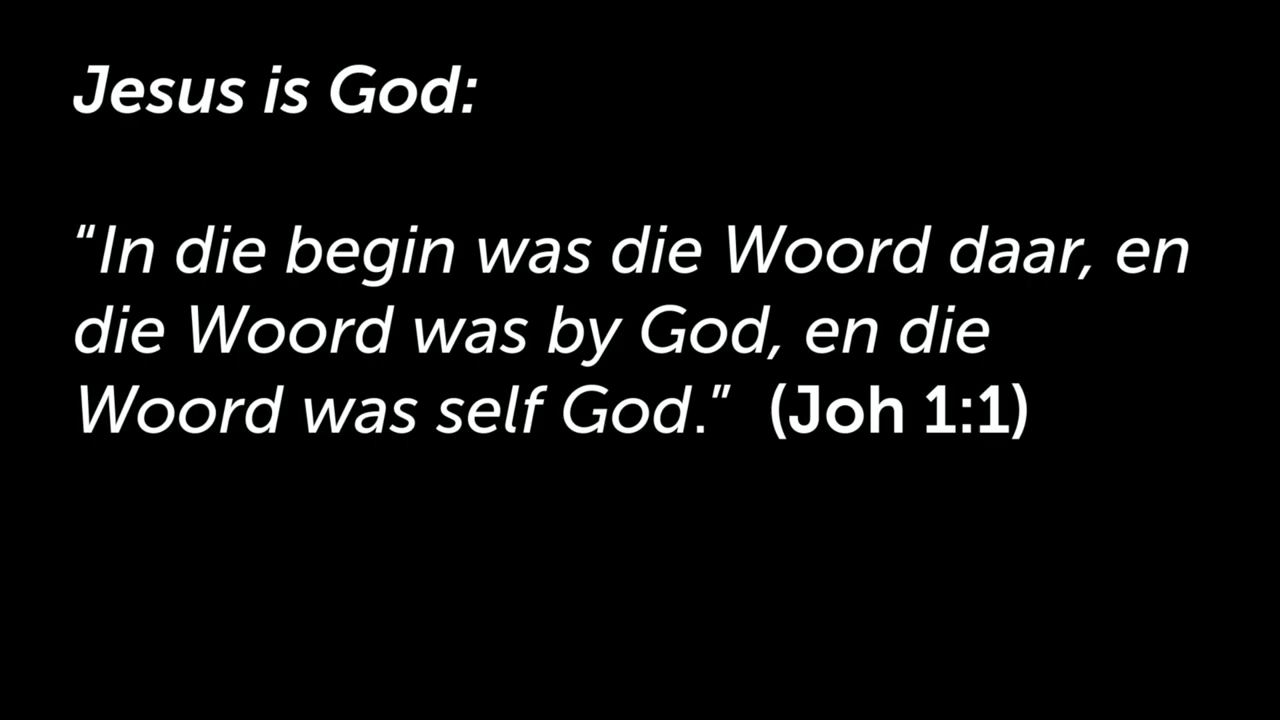 Jesus is God:
“In die begin was die Woord daar, en
die Woord was by God, en die
Woord was self God.” (Joh 1:1)